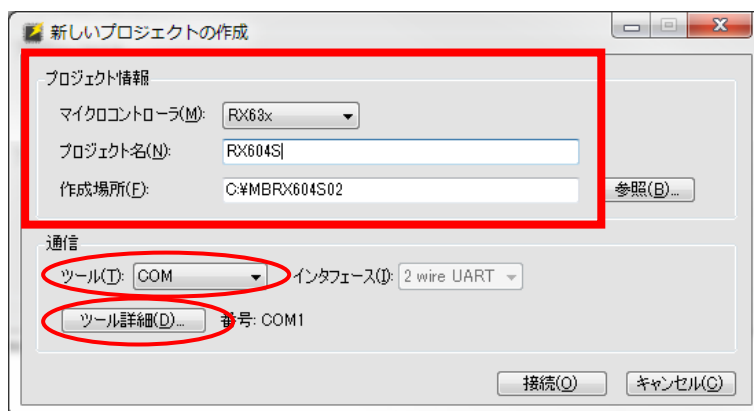 新しいプロジェクトの作成
プロジェクト情報
マイクロコントローラ(M): RX63x
プロジェクト名(N): RX604S
作成場所(F): C:¥MBRX604S02 参照(B)...
通信
ツール(T): COM インタフェース(I): 2 wire UART
ツール詳細(D)... 番号: COM1
接続(O) キャンセル(C)